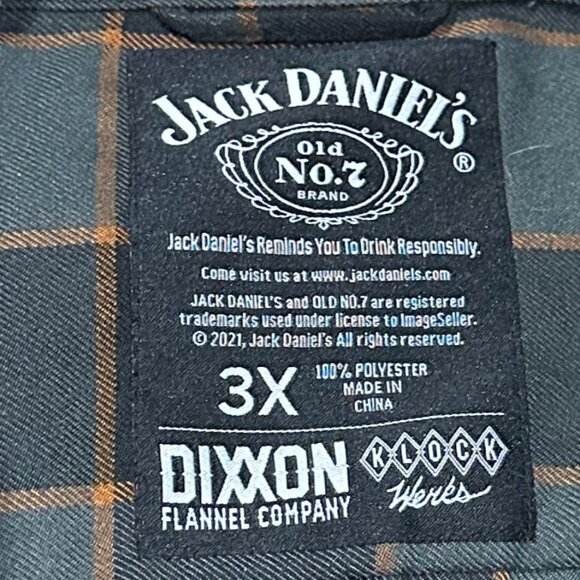 JACK DANIEL'S
®
Old
No.7
BRAND
Jack Daniel's Reminds You To Drink Responsibly.
Come visit us at www.jackdaniels.com
JACK DANIEL'S and OLD NO.7 are registered
trademarks used under license to ImageSeller.
© 2021, Jack Daniel's All rights reserved.
3X
100% POLYESTER
MADE IN
CHINA
DIXXON
FLANNEL COMPANY
KLOCK
Werks